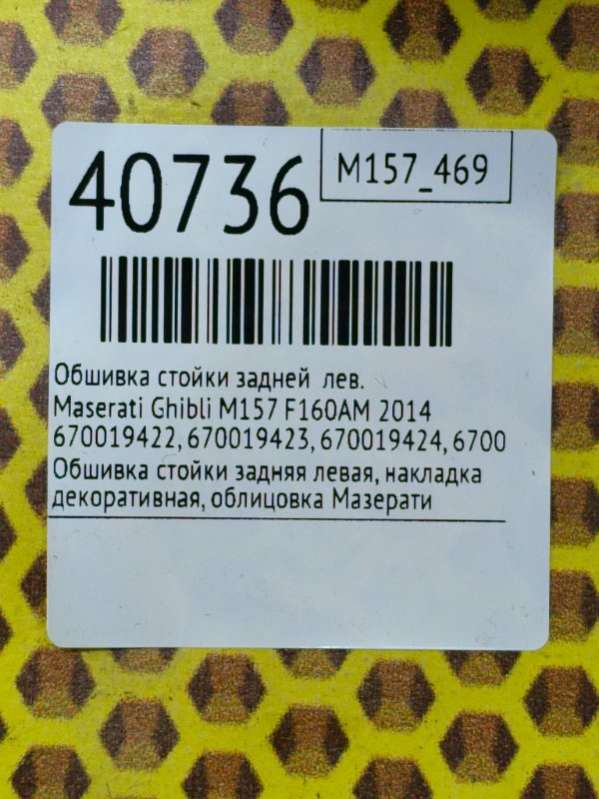 40736
M157_469
Обшивка стойки задней лев.
Maserati Ghibli M157 F160AM 2014
670019422, 670019423, 670019424, 6700
Обшивка стойки задняя левая, накладка
декоративная, облицовка Мазерати